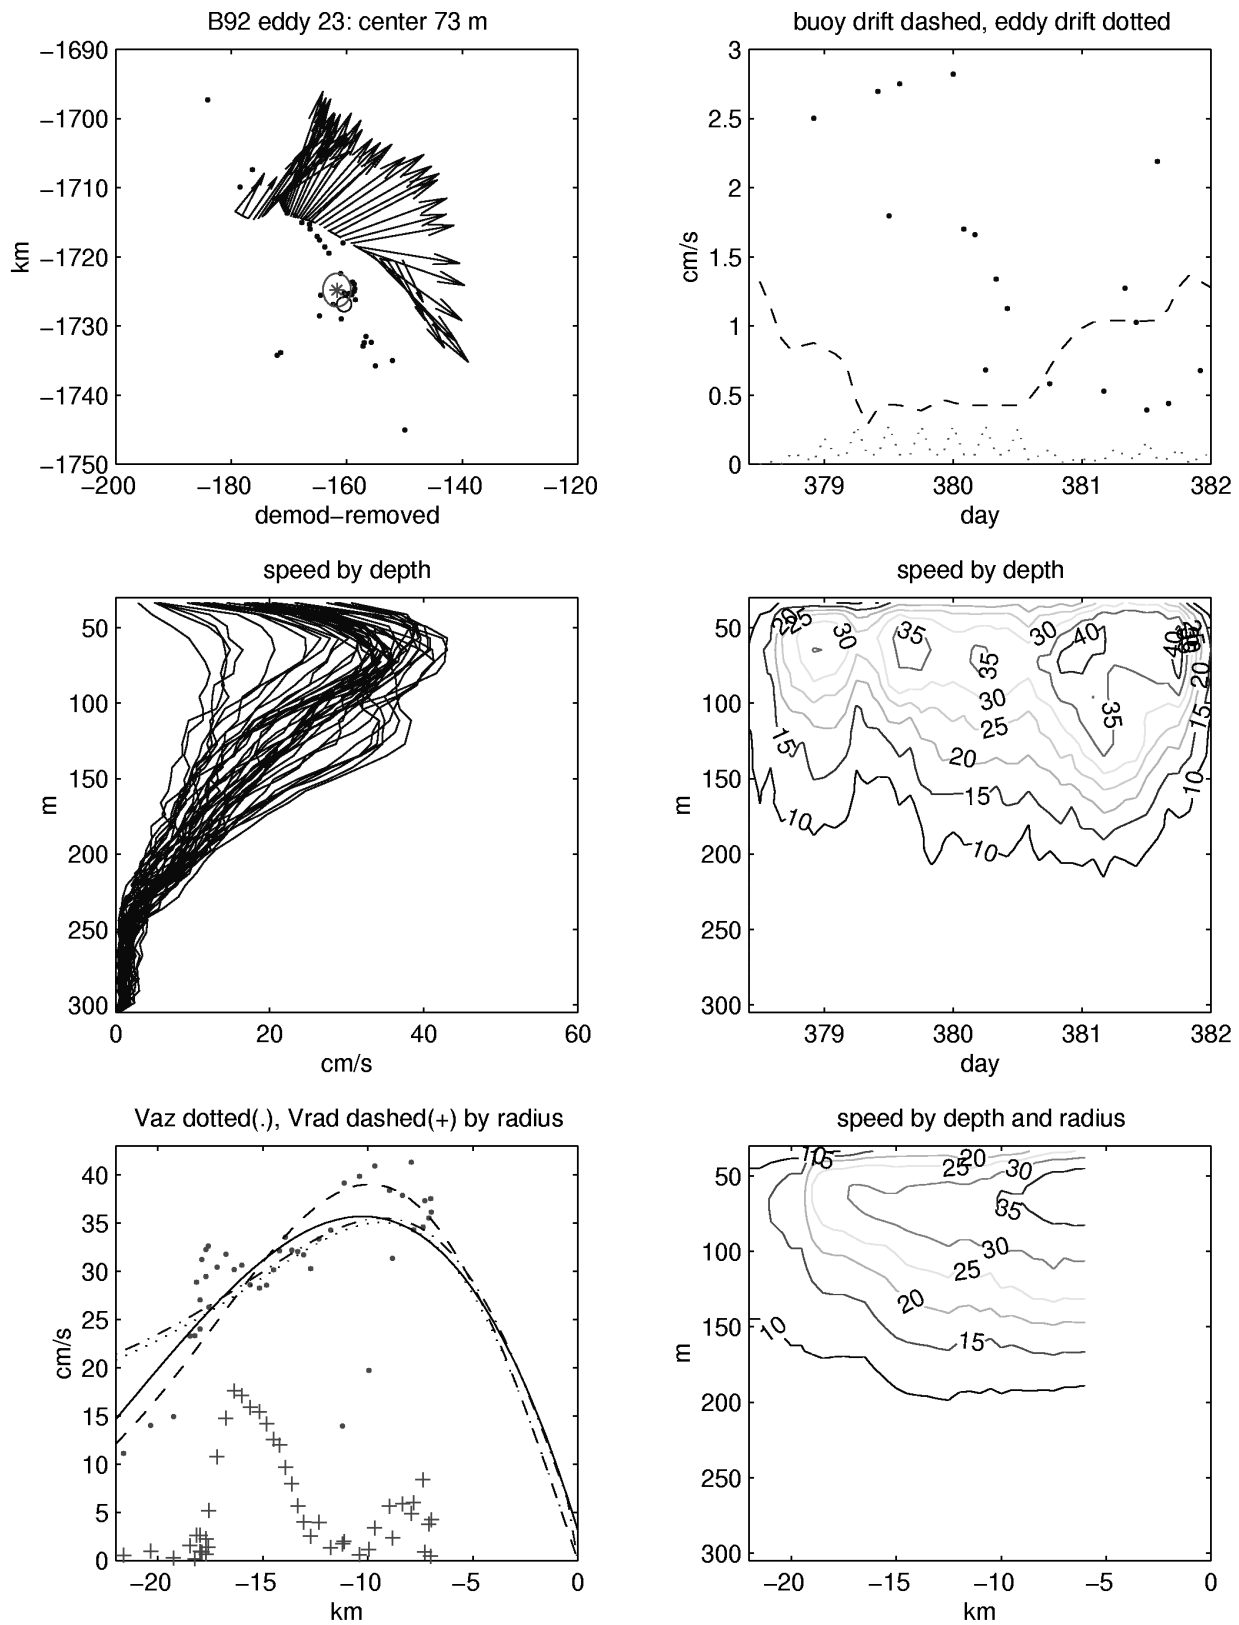 B92 eddy 23: center 73 m
−1690
−1700
−1710
−1720
−1730
−1740
−1750
km
−200 −180 −160 −140 −120
demod−removed
buoy drift dashed, eddy drift dotted
3
2.5
2
1.5
1
0.5
0
cm/s
379 380 381 382
day
speed by depth
50
100
150
200
250
300
m
0 20 40 60
cm/s
speed by depth
50
100
150
200
250
300
m
20 25 30 35 35 30 40 40 20
30 35 15
25
15 20
15 10
10 10
379 380 381 382
day
Vaz dotted(.), Vrad dashed(+) by radius
40
35
30
25
20
15
10
5
0
cm/s
−20 −15 −10 −5 0
km
speed by depth and radius
50
100
150
200
250
300
m
10 15 25 20 30
35
30
25
20
10 15
−20 −15 −10 −5 0
km